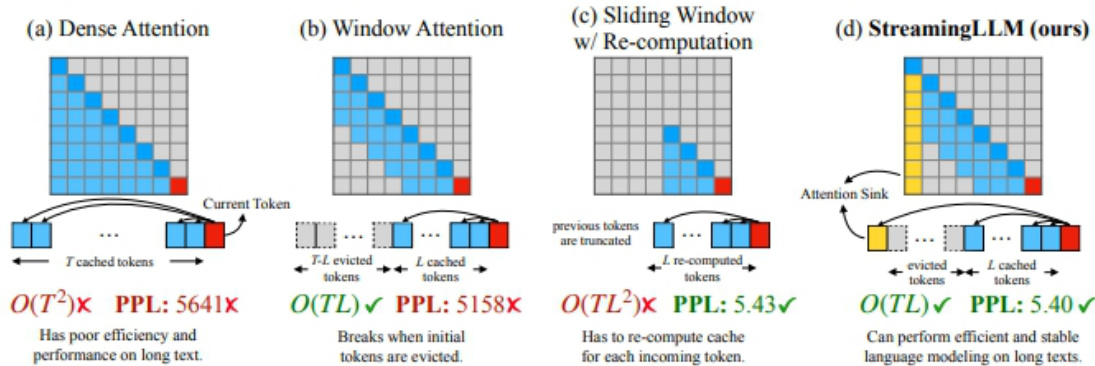 (a) Dense Attention
(b) Window Attention
(c) Sliding Window
w/ Re-computation
(d) StreamingLLM (ours)
Current Token
...
T cached tokens
O(T²)✗ PPL: 5641✗
Has poor efficiency and
performance on long text.
...
...
T-L evicted
tokens
L cached
tokens
O(TL)✓ PPL: 5158✗
Breaks when initial
tokens are evicted.
previous tokens
are truncated
...
L re-computed
tokens
O(TL²)✗ PPL: 5.43✓
Has to re-compute cache
for each incoming token.
Attention Sink
...
...
evicted
tokens
L cached
tokens
O(TL)✓ PPL: 5.40✓
Can perform efficient and stable
language modeling on long texts.